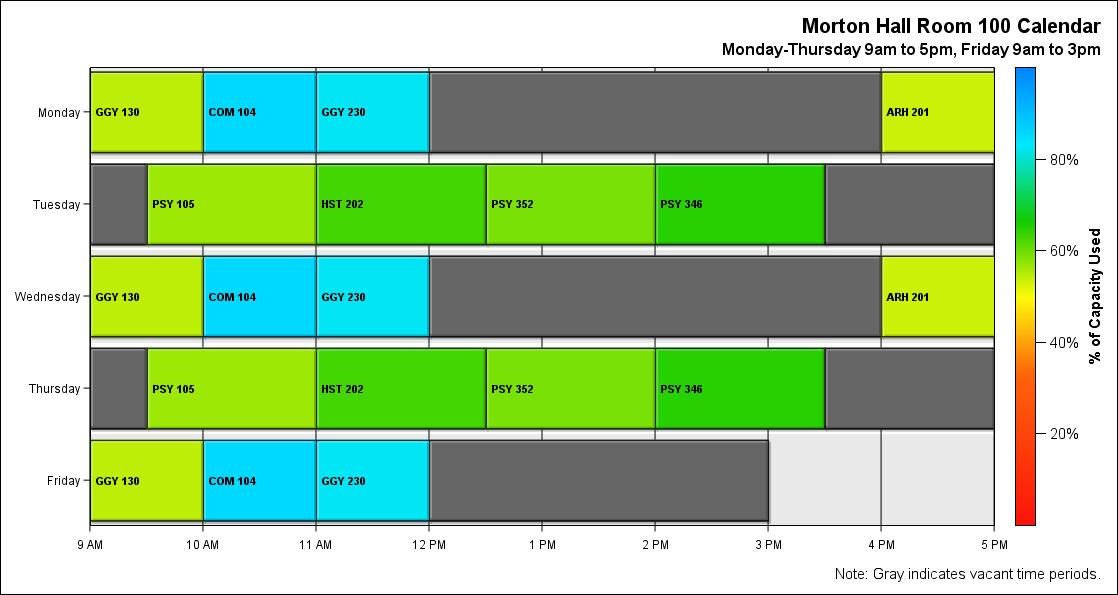 Morton Hall Room 100 Calendar
Monday-Thursday 9am to 5pm, Friday 9am to 3pm
Monday
GGY 130
COM 104
GGY 230
ARH 201
Tuesday
PSY 105
HST 202
PSY 352
PSY 346
Wednesday
GGY 130
COM 104
GGY 230
ARH 201
Thursday
PSY 105
HST 202
PSY 352
PSY 346
Friday
GGY 130
COM 104
GGY 230
9 AM
10 AM
11 AM
12 PM
1 PM
2 PM
3 PM
4 PM
5 PM
80%
60%
40%
20%
% of Capacity Used
Note: Gray indicates vacant time periods.